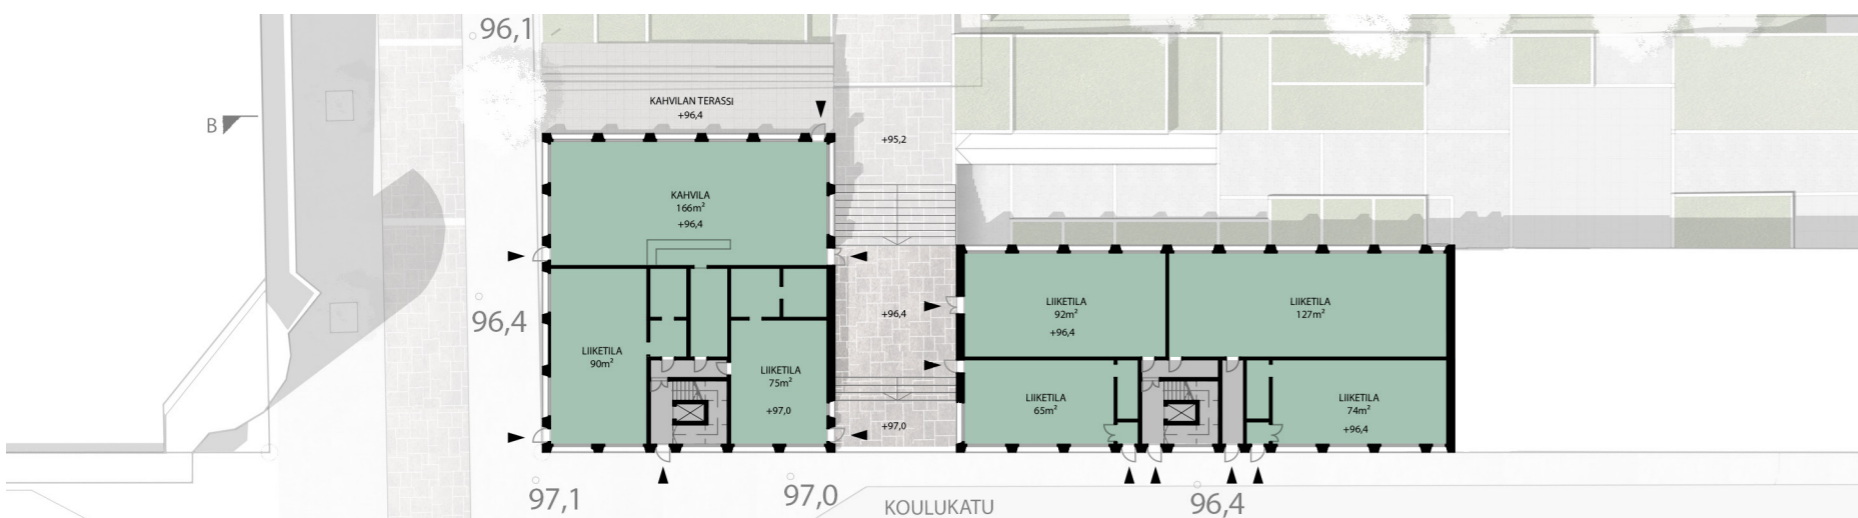 96,1
B
KAHVILAN TERASSI
+96,4
+95,2
KAHVILA
166m²
+96,4
96,4
LIIKETILA
90m²
LIIKETILA
75m²
+97,0
+96,4
+97,0
LIIKETILA
92m²
+96,4
LIIKETILA
127m²
LIIKETILA
65m²
LIIKETILA
74m²
+96,4
97,1
97,0
KOULUKATU
96,4